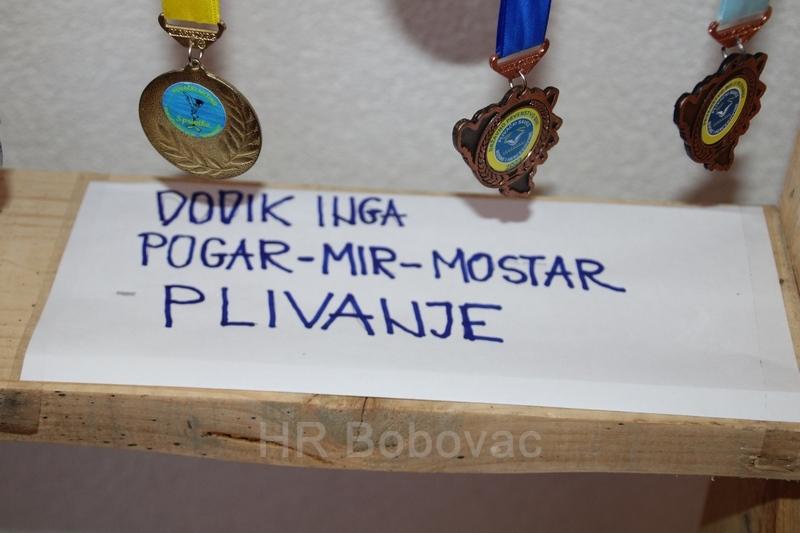 DODIK INGA
POGAR-MIR-MOSTAR
- PLIVANJE
HR Bobovac